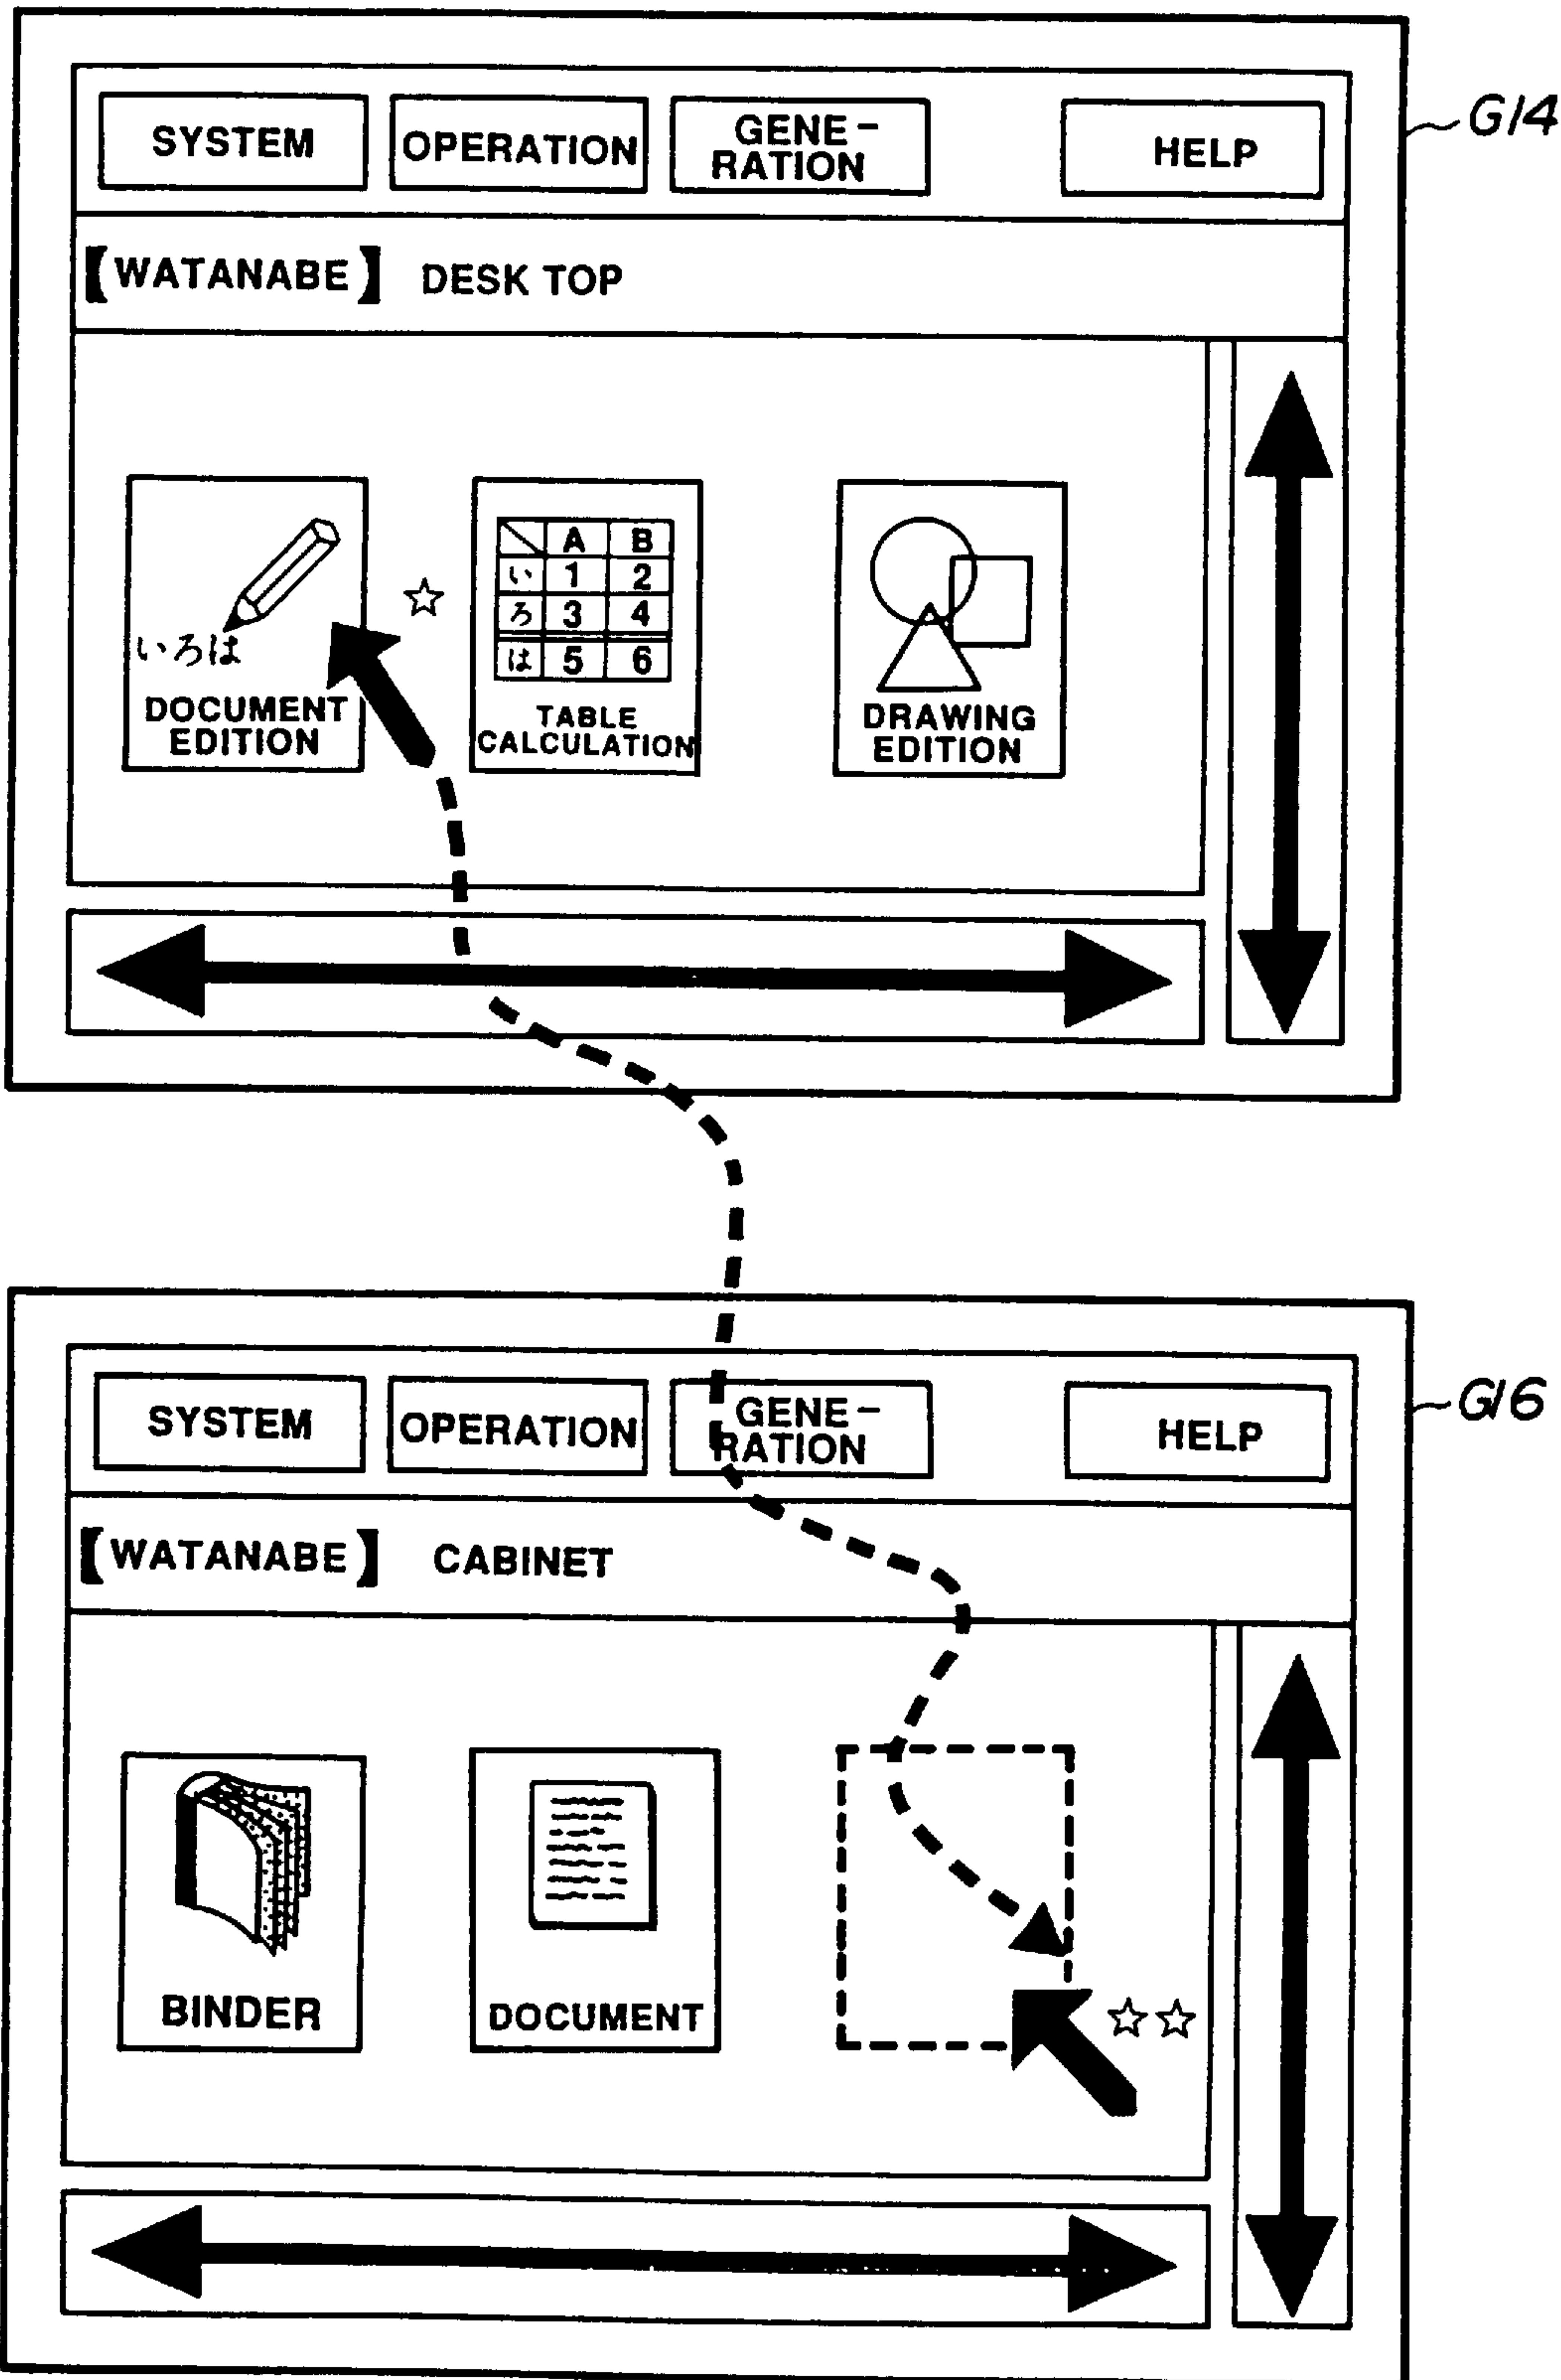 G14
SYSTEM
OPERATION
GENE-
RATION
HELP
【WATANABE】 DESK TOP
いろは
DOCUMENT
EDITION
☆
A B
い 1 2
ろ 3 4
は 5 6
TABLE
CALCULATION
DRAWING
EDITION
G16
SYSTEM
OPERATION
GENE-
RATION
HELP
【WATANABE】 CABINET
BINDER
DOCUMENT
☆☆